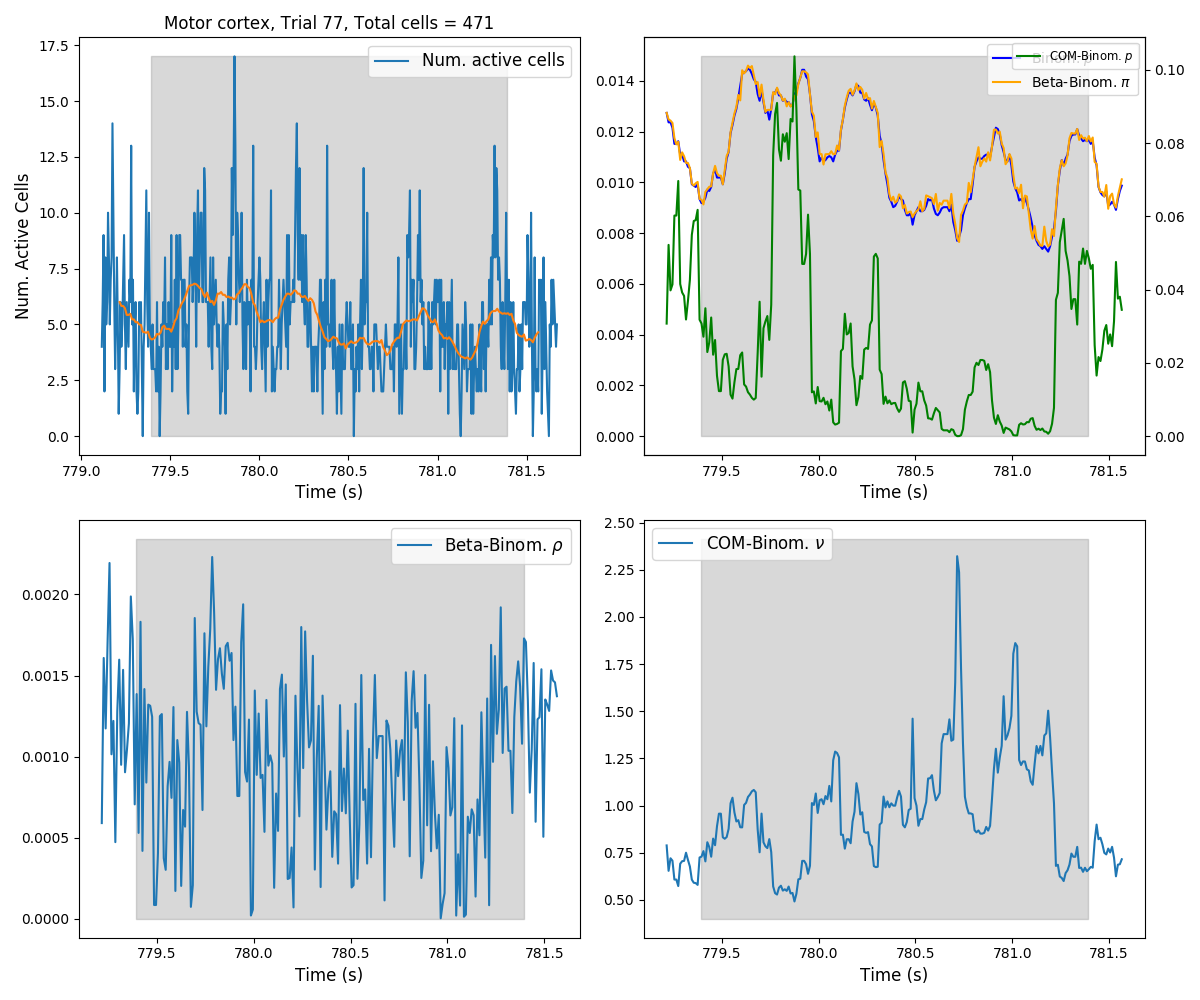 Motor cortex, Trial 77, Total cells = 471
Num. active cells
Num. Active Cells
17.5
15.0
12.5
10.0
7.5
5.0
2.5
0.0
779.0 779.5 780.0 780.5 781.0 781.5
Time (s)
COM-Binom. p
Beta-Binom. π
0.014
0.012
0.010
0.008
0.006
0.004
0.002
0.000
0.10
0.08
0.06
0.04
0.02
0.00
779.5 780.0 780.5 781.0 781.5
Time (s)
Beta-Binom. ρ
0.0020
0.0015
0.0010
0.0005
0.0000
779.5 780.0 780.5 781.0 781.5
Time (s)
COM-Binom. ν
2.50
2.25
2.00
1.75
1.50
1.25
1.00
0.75
0.50
779.5 780.0 780.5 781.0 781.5
Time (s)